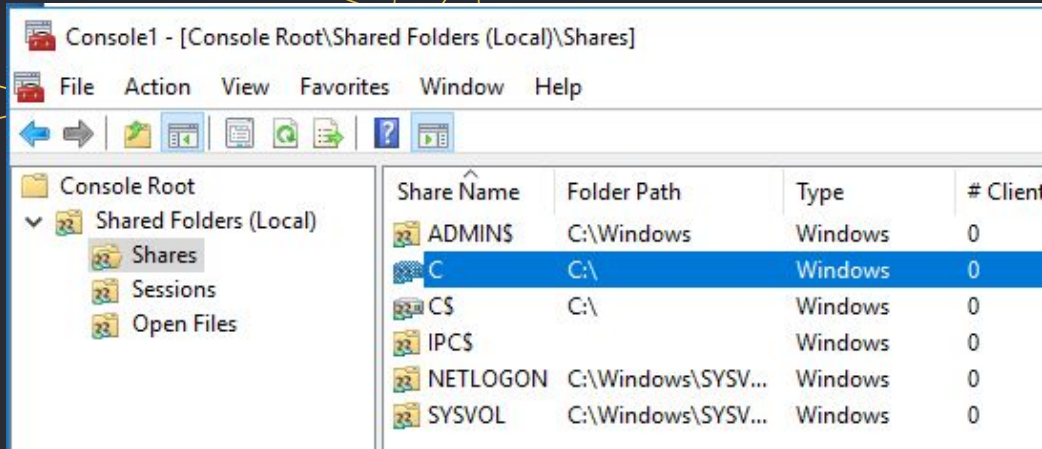 Console1 - [Console Root\Shared Folders (Local)\Shares]
File Action View Favorites Window Help
Console Root
Shared Folders (Local)
Shares
Sessions
Open Files
Share Name Folder Path Type # Client
ADMIN$ C:\Windows Windows 0
C C:\ Windows 0
C$ C:\ Windows 0
IPC$ Windows 0
NETLOGON C:\Windows\SYSV... Windows 0
SYSVOL C:\Windows\SYSV... Windows 0